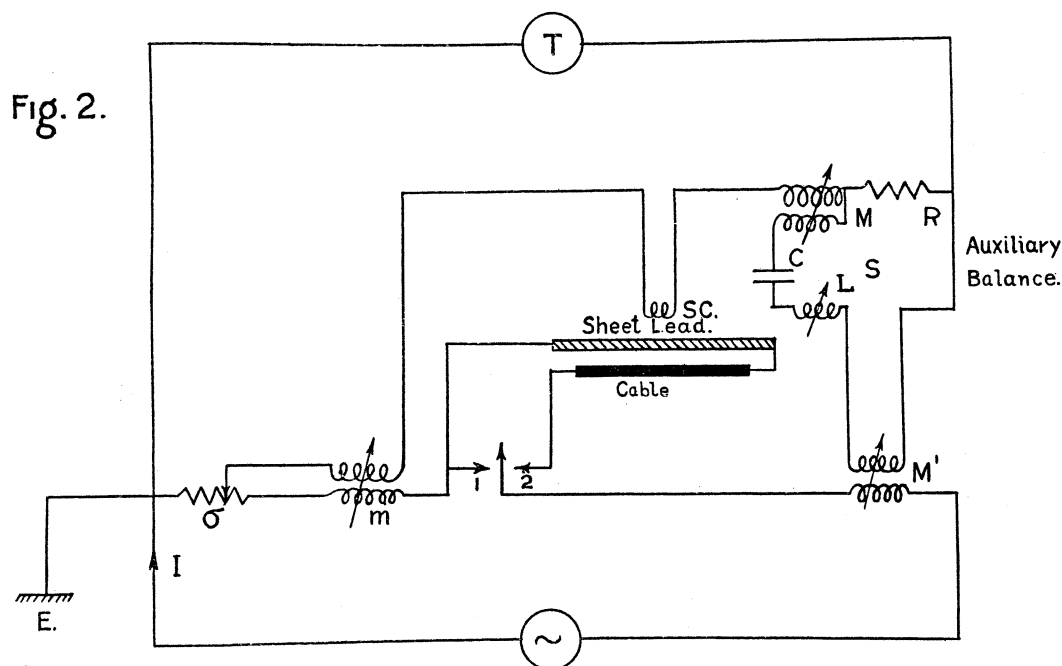 T
Fig. 2.
M
R
C
S
L
Auxiliary
Balance.
SC.
Sheet Lead.
Cable
1
2
M'
m
σ
I
E.
~